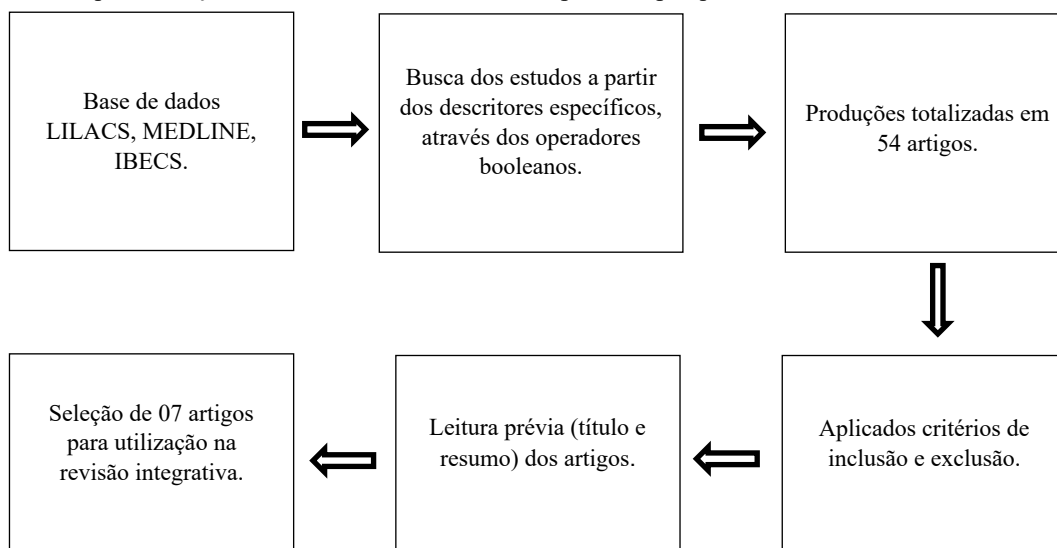 Base de dados
LILACS, MEDLINE,
IBECS.
Busca dos estudos a partir
dos descritores específicos,
através dos operadores
booleanos.
Produções totalizadas em
54 artigos.
Aplicados critérios de
inclusão e exclusão.
Leitura prévia (título e
resumo) dos artigos.
Seleção de 07 artigos
para utilização na
revisão integrativa.